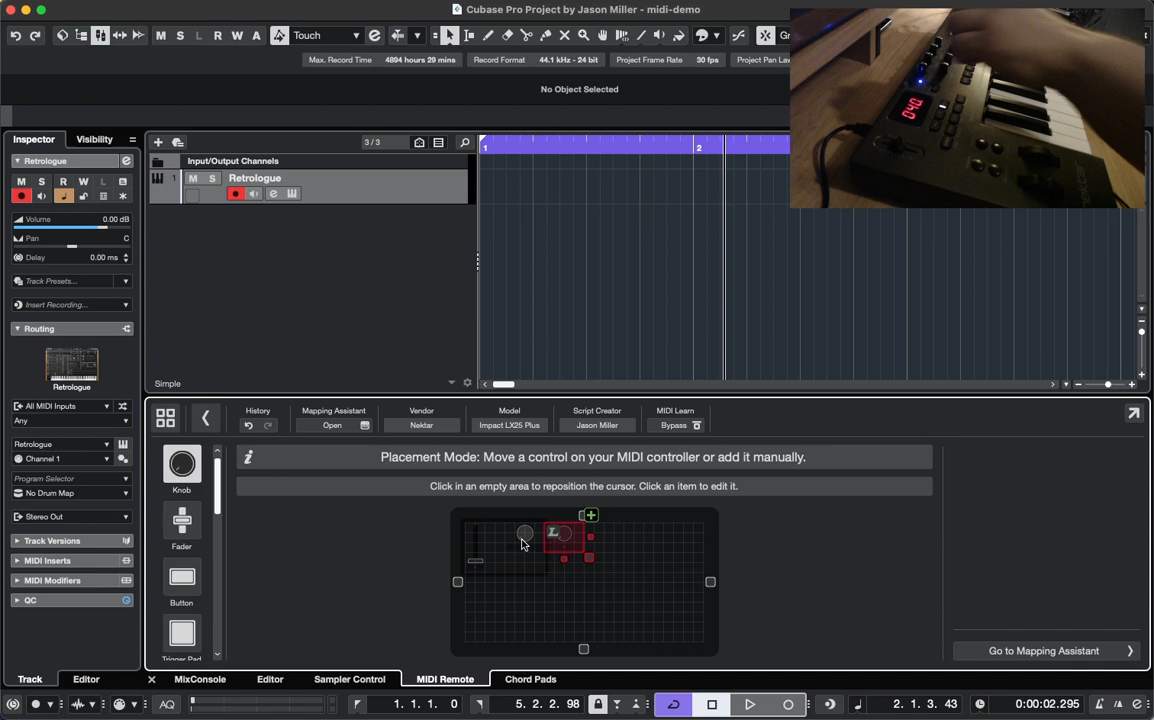 Cubase Pro Project by Jason Miller - midi-demo
M S L R W A
Touch
Max. Record Time 4894 hours 29 mins Record Format 44.1 kHz - 24 bit Project Frame Rate 30 fps Project Pan Law
No Object Selected
Inspector Visibility
3 / 3
1 2
Retrologue
Input/Output Channels
1 M S Retrologue
M S R W L
Volume 0.00 dB
Pan C
Delay 0.00 ms
Track Presets...
Insert Recording...
Routing
Retrologue
Simple
All MIDI Inputs
Any
Retrologue
Channel 1
Program Selector
No Drum Map
Stereo Out
Track Versions
MIDI Inserts
MIDI Modifiers
QC
History
Mapping Assistant
Open
Vendor
Nektar
Model
Impact LX25 Plus
Script Creator
Jason Miller
MIDI Learn
Bypass
Placement Mode: Move a control on your MIDI controller or add it manually.
Click in an empty area to reposition the cursor. Click an item to edit it.
Knob
Fader
Button
Trigger Pad
L
Go to Mapping Assistant
Track Editor MixConsole Editor Sampler Control MIDI Remote Chord Pads
AQ 1. 1. 1. 0 5. 2. 2. 98 2. 1. 3. 43 0:00:02.295
040